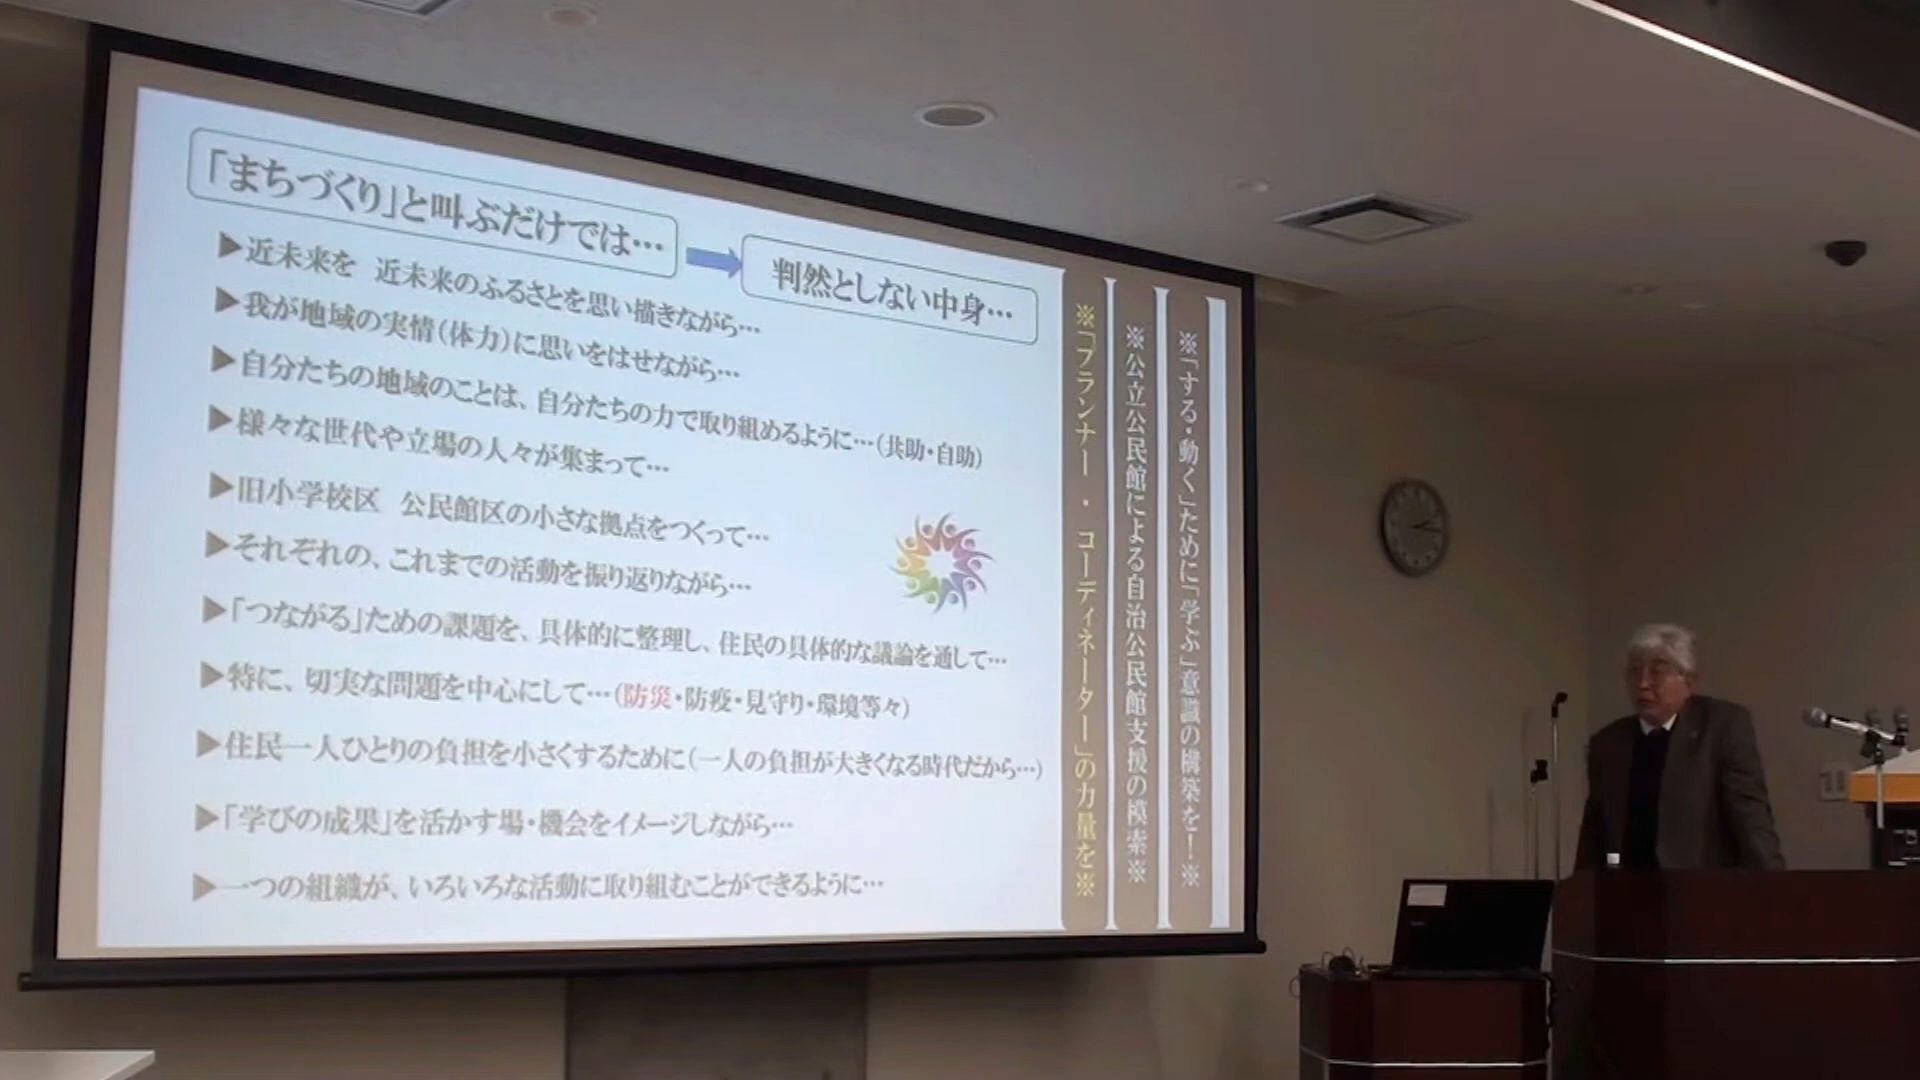 「まちづくり」と叫ぶだけでは…
判然としない中身…
▶近未来を　近未来のふるさとを思い描きながら…
▶我が地域の実情(体力)に思いをはせながら…
▶自分たちの地域のことは、自分たちの力で取り組めるように…(共助・自助)
▶様々な世代や立場の人々が集まって…
▶旧小学校区　公民館区の小さな拠点をつくって…
▶それぞれの、これまでの活動を振り返りながら…
▶「つながる」ための課題を、具体的に整理し、住民の具体的な議論を通して…
▶特に、切実な問題を中心にして…(防災・防疫・見守り・環境等々)
▶住民一人ひとりの負担を小さくするために(一人の負担が大きくなる時代だから…)
▶「学びの成果」を活かす場・機会をイメージしながら…
▶一つの組織が、いろいろな活動に取り組むことができるように…
※「する・動く」ために「学ぶ」意識の構築を!※
※公立公民館による自治公民館支援の模索※
※「プランナー・コーディネーター」の力量を※